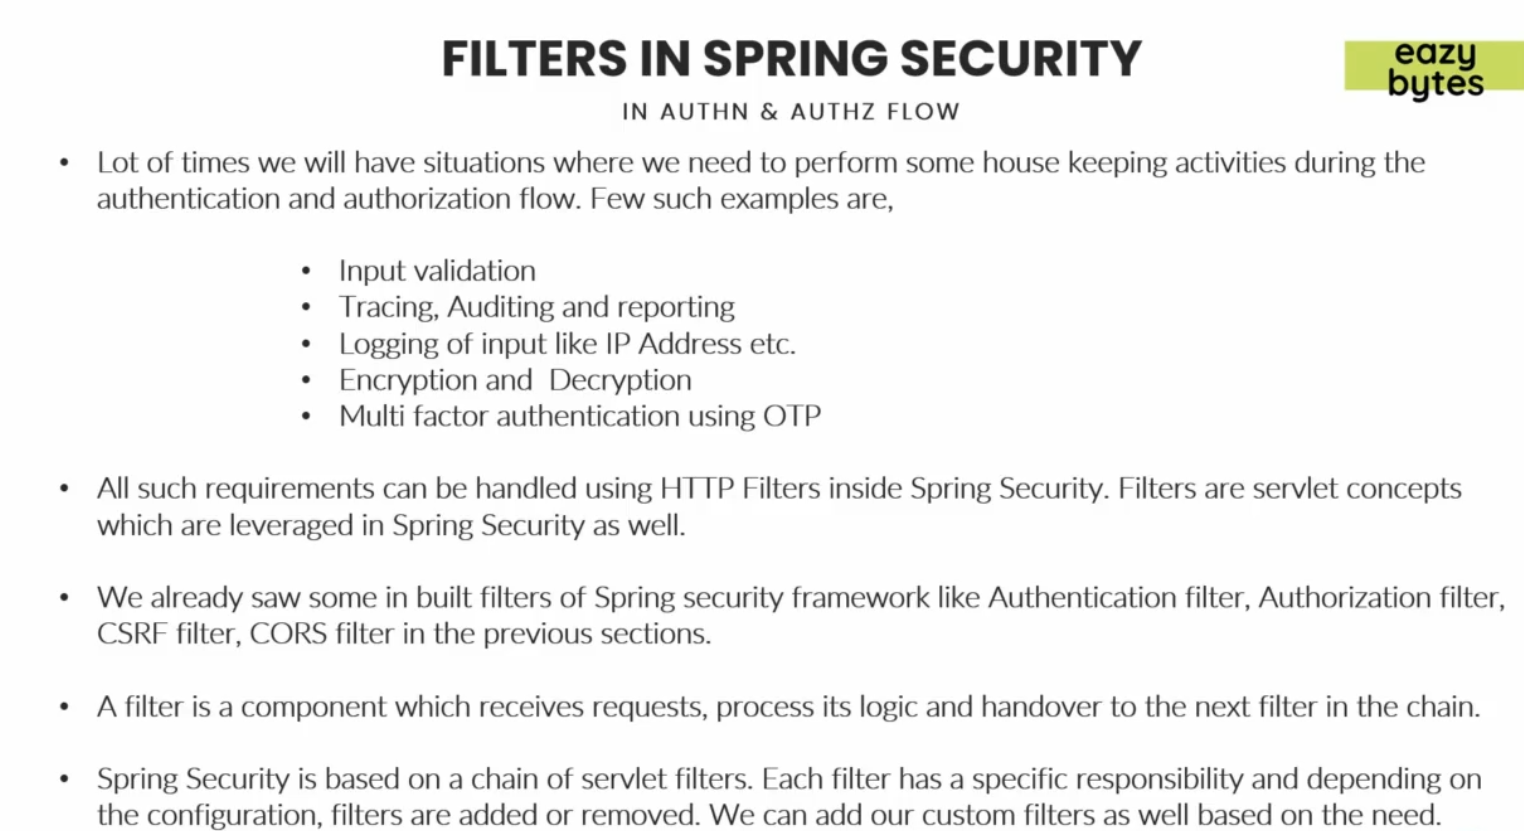 FILTERS IN SPRING SECURITY
eazy
bytes
IN AUTHN & AUTHZ FLOW
• Lot of times we will have situations where we need to perform some house keeping activities during the
authentication and authorization flow. Few such examples are,
• Input validation
• Tracing, Auditing and reporting
• Logging of input like IP Address etc.
• Encryption and  Decryption
• Multi factor authentication using OTP
• All such requirements can be handled using HTTP Filters inside Spring Security. Filters are servlet concepts
which are leveraged in Spring Security as well.
• We already saw some in built filters of Spring security framework like Authentication filter, Authorization filter,
CSRF filter, CORS filter in the previous sections.
• A filter is a component which receives requests, process its logic and handover to the next filter in the chain.
• Spring Security is based on a chain of servlet filters. Each filter has a specific responsibility and depending on
the configuration, filters are added or removed. We can add our custom filters as well based on the need.